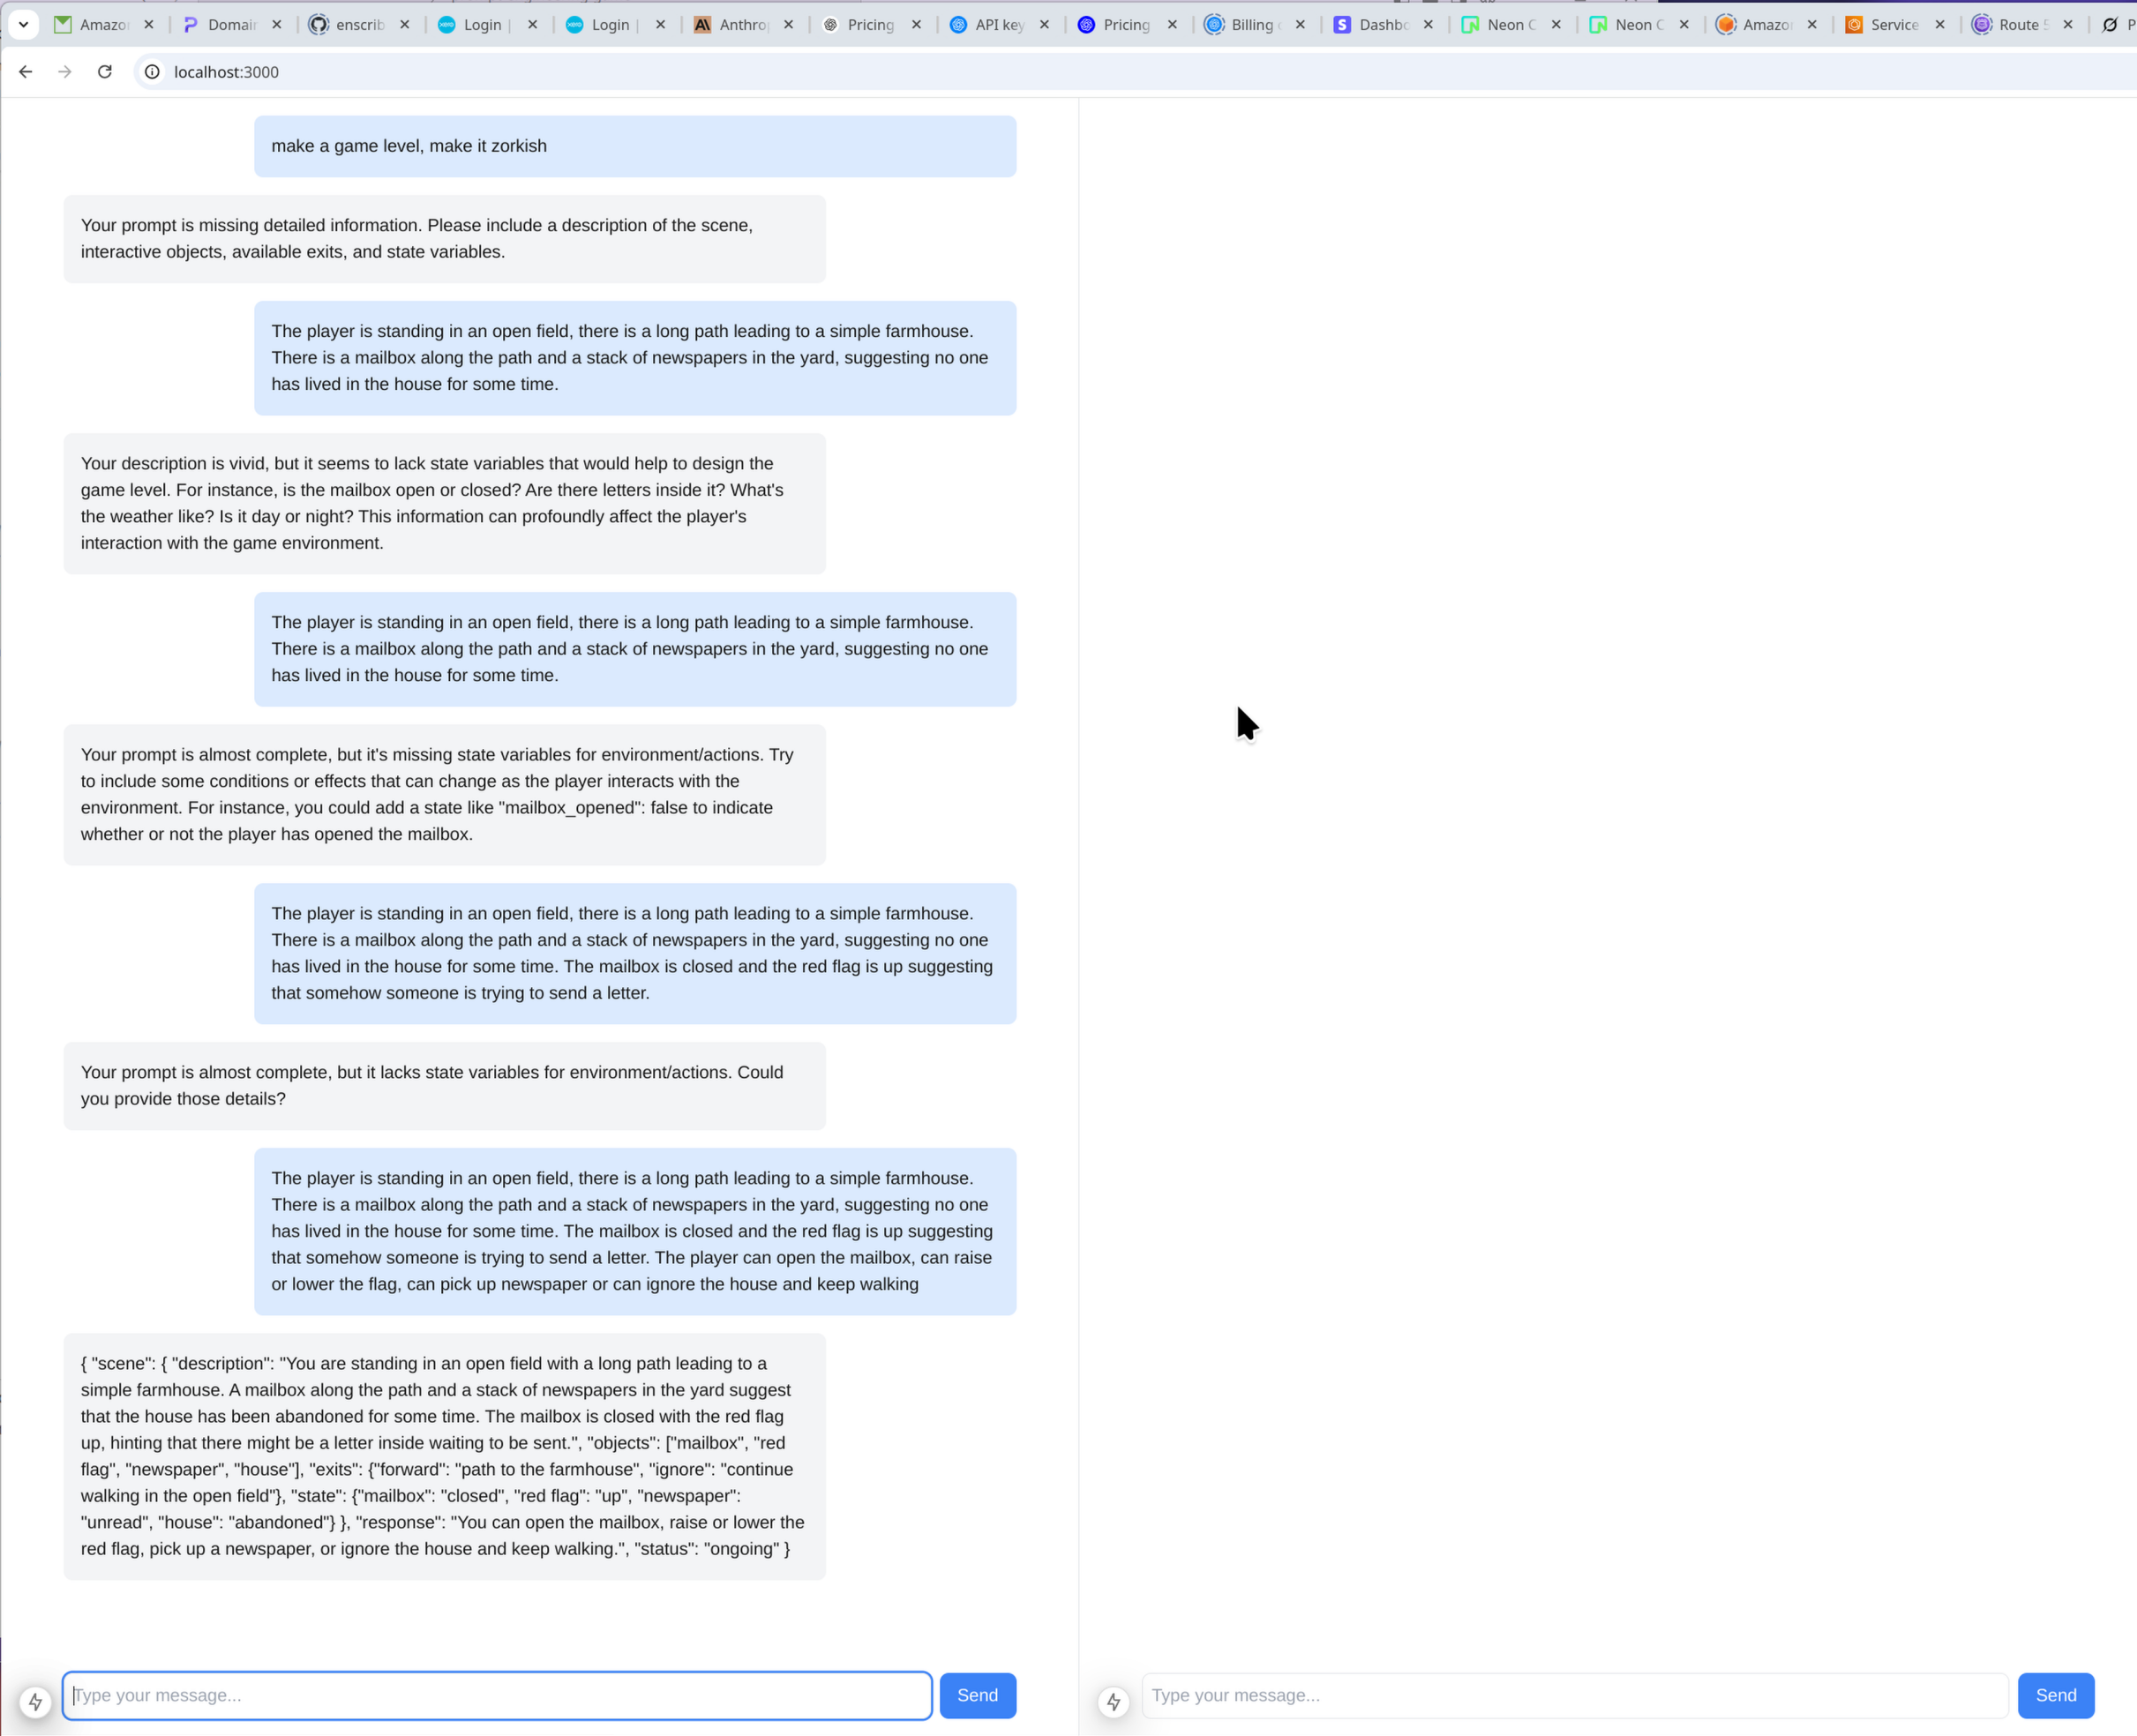 Amazo
Domai
enscrib
Login |
Login |
Anthro
Pricing
API key
Pricing
Billing
Dashbo
Neon C
Neon C
Amazo
Service
Route 5
P
localhost:3000
make a game level, make it zorkish
Your prompt is missing detailed information. Please include a description of the scene,
interactive objects, available exits, and state variables.
The player is standing in an open field, there is a long path leading to a simple farmhouse.
There is a mailbox along the path and a stack of newspapers in the yard, suggesting no one
has lived in the house for some time.
Your description is vivid, but it seems to lack state variables that would help to design the
game level. For instance, is the mailbox open or closed? Are there letters inside it? What's
the weather like? Is it day or night? This information can profoundly affect the player's
interaction with the game environment.
The player is standing in an open field, there is a long path leading to a simple farmhouse.
There is a mailbox along the path and a stack of newspapers in the yard, suggesting no one
has lived in the house for some time.
Your prompt is almost complete, but it's missing state variables for environment/actions. Try
to include some conditions or effects that can change as the player interacts with the
environment. For instance, you could add a state like "mailbox_opened": false to indicate
whether or not the player has opened the mailbox.
The player is standing in an open field, there is a long path leading to a simple farmhouse.
There is a mailbox along the path and a stack of newspapers in the yard, suggesting no one
has lived in the house for some time. The mailbox is closed and the red flag is up suggesting
that somehow someone is trying to send a letter.
Your prompt is almost complete, but it lacks state variables for environment/actions. Could
you provide those details?
The player is standing in an open field, there is a long path leading to a simple farmhouse.
There is a mailbox along the path and a stack of newspapers in the yard, suggesting no one
has lived in the house for some time. The mailbox is closed and the red flag is up suggesting
that somehow someone is trying to send a letter. The player can open the mailbox, can raise
or lower the flag, can pick up newspaper or can ignore the house and keep walking
{ "scene": { "description": "You are standing in an open field with a long path leading to a
simple farmhouse. A mailbox along the path and a stack of newspapers in the yard suggest
that the house has been abandoned for some time. The mailbox is closed with the red flag
up, hinting that there might be a letter inside waiting to be sent.", "objects": ["mailbox", "red
flag", "newspaper", "house"], "exits": {"forward": "path to the farmhouse", "ignore": "continue
walking in the open field"}, "state": {"mailbox": "closed", "red flag": "up", "newspaper":
"unread", "house": "abandoned"} }, "response": "You can open the mailbox, raise or lower the
red flag, pick up a newspaper, or ignore the house and keep walking.", "status": "ongoing" }
Type your message...
Send
Type your message...
Send